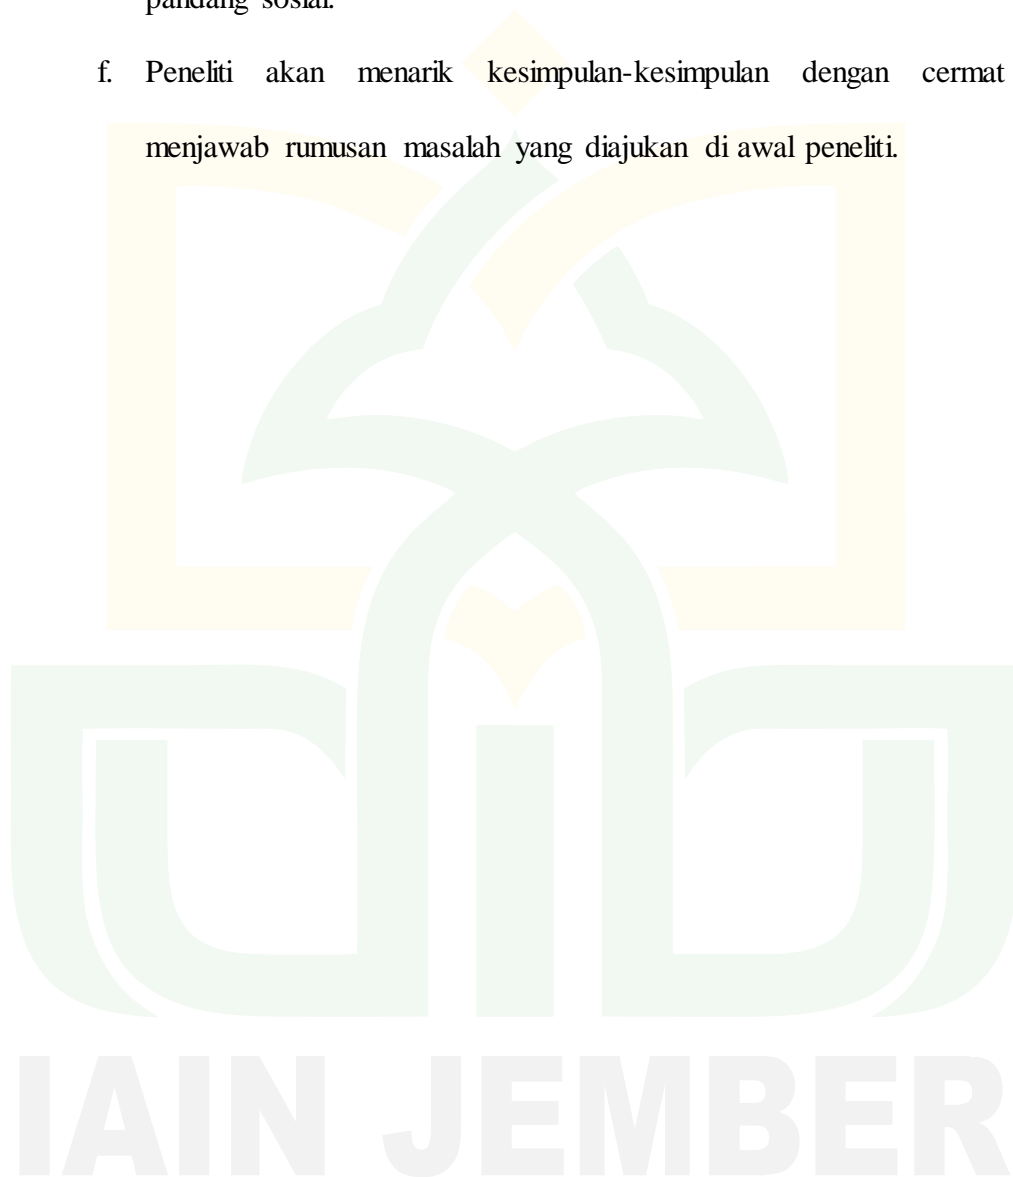 pandang sosial.
f. Peneliti akan menarik kesimpulan-kesimpulan dengan cermat
menjawab rumusan masalah yang diajukan di awal peneliti.
IAIN JEMBER